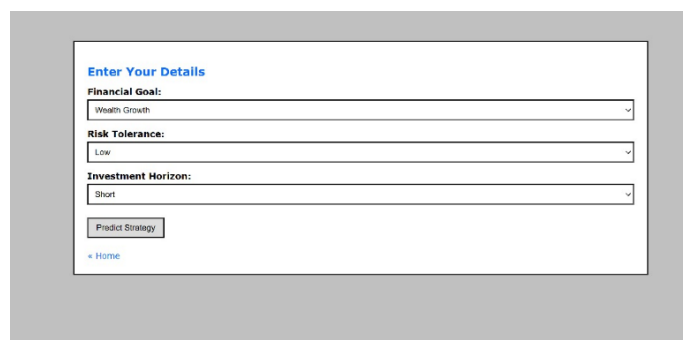 Enter Your Details
Financial Goal:
Wealth Growth
Risk Tolerance:
Low
Investment Horizon:
Short
Predict Strategy
« Home